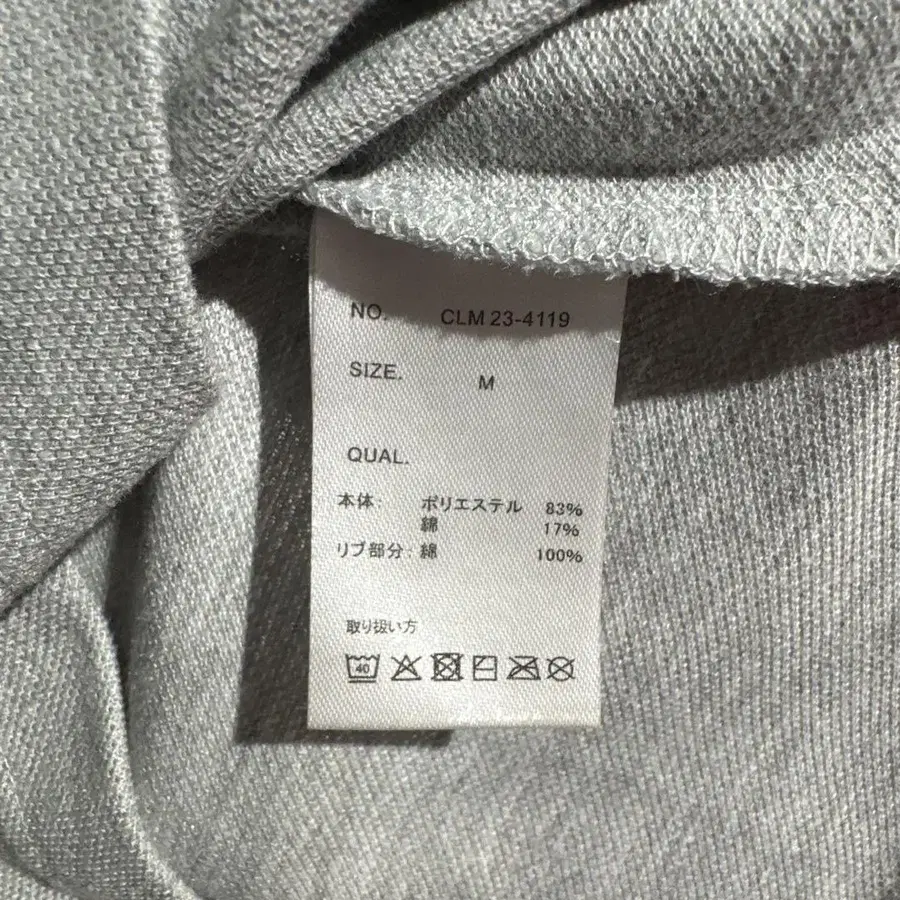 NO. CLM 23-4119
SIZE. M
QUAL.
本体: ポリエステル 83%
綿 17%
リブ部分: 綿 100%
取り扱い方
40